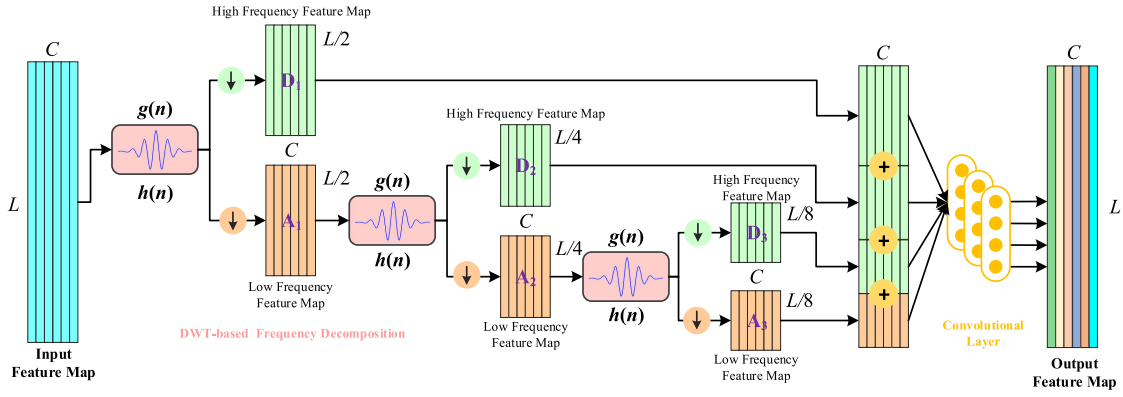 High Frequency Feature Map
C
L/2
D₁
g(n)
h(n)
C
L
Input
Feature Map
C
L/2
A₁
Low Frequency
Feature Map
DWT-based Frequency Decomposition
g(n)
h(n)
High Frequency Feature Map
L/4
D₂
C
L/4
A₂
Low Frequency
Feature Map
g(n)
h(n)
High Frequency
Feature Map
L/8
D₃
C
L/8
A₃
Low Frequency
Feature Map
C
+
+
+
Convolutional
Layer
C
L
Output
Feature Map